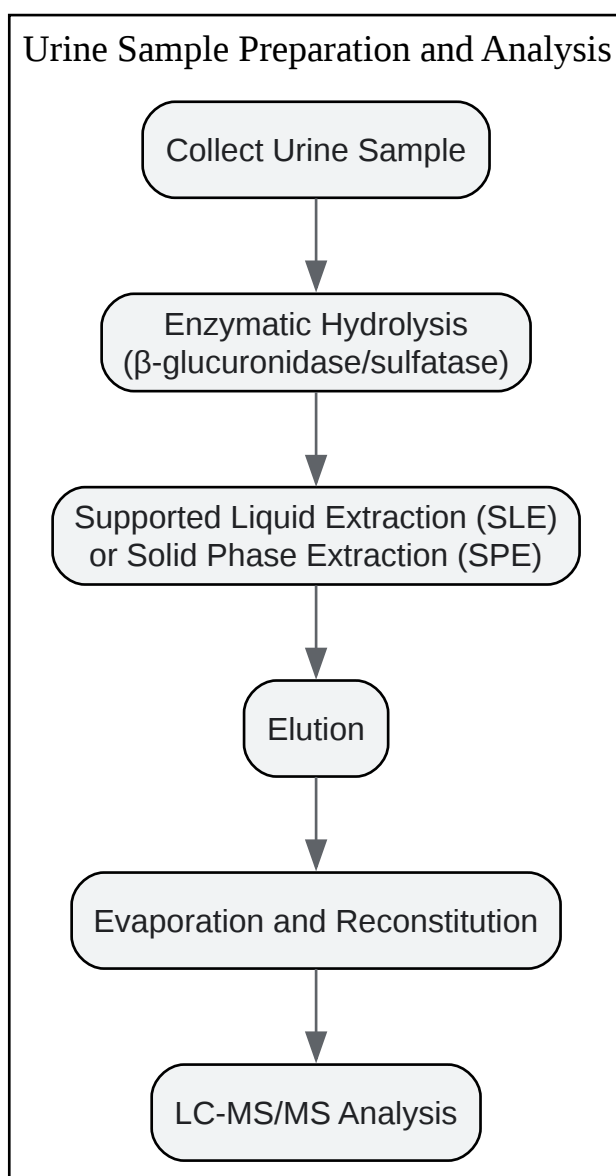 Urine Sample Preparation and Analysis
Collect Urine Sample
Enzymatic Hydrolysis
(β-glucuronidase/sulfatase)
Supported Liquid Extraction (SLE)
or Solid Phase Extraction (SPE)
Elution
Evaporation and Reconstitution
LC-MS/MS Analysis